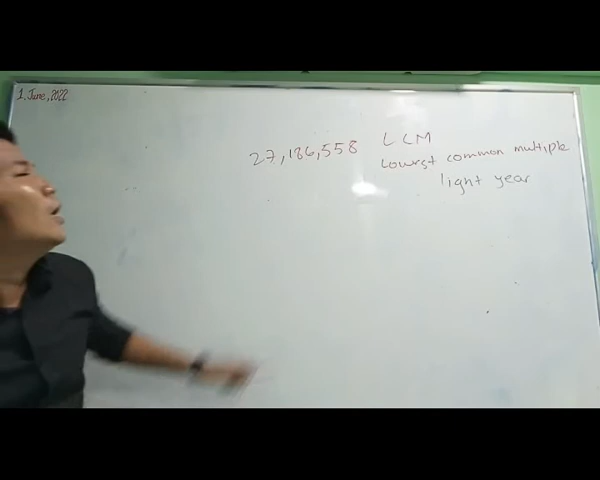 1. June, 2022
27,186,558 LCM
Lowest common multiple
light year